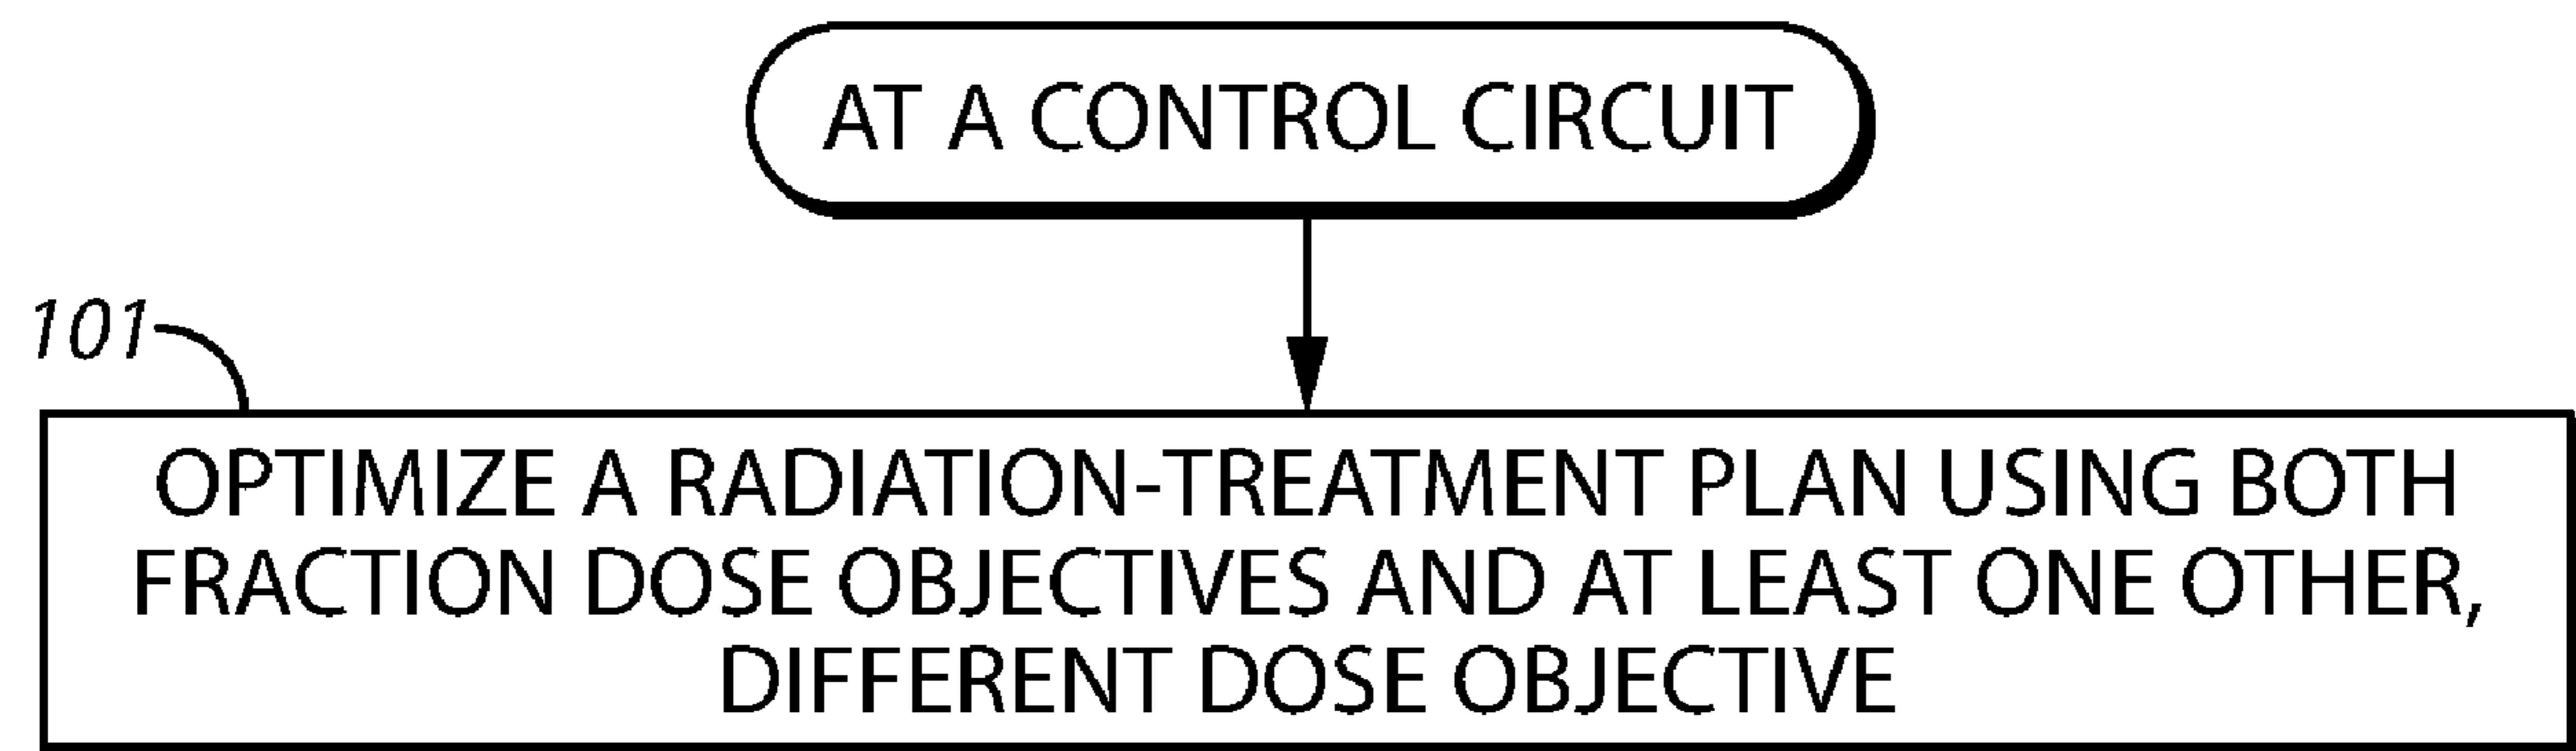 AT A CONTROL CIRCUIT
101
OPTIMIZE A RADIATION-TREATMENT PLAN USING BOTH
FRACTION DOSE OBJECTIVES AND AT LEAST ONE OTHER,
DIFFERENT DOSE OBJECTIVE